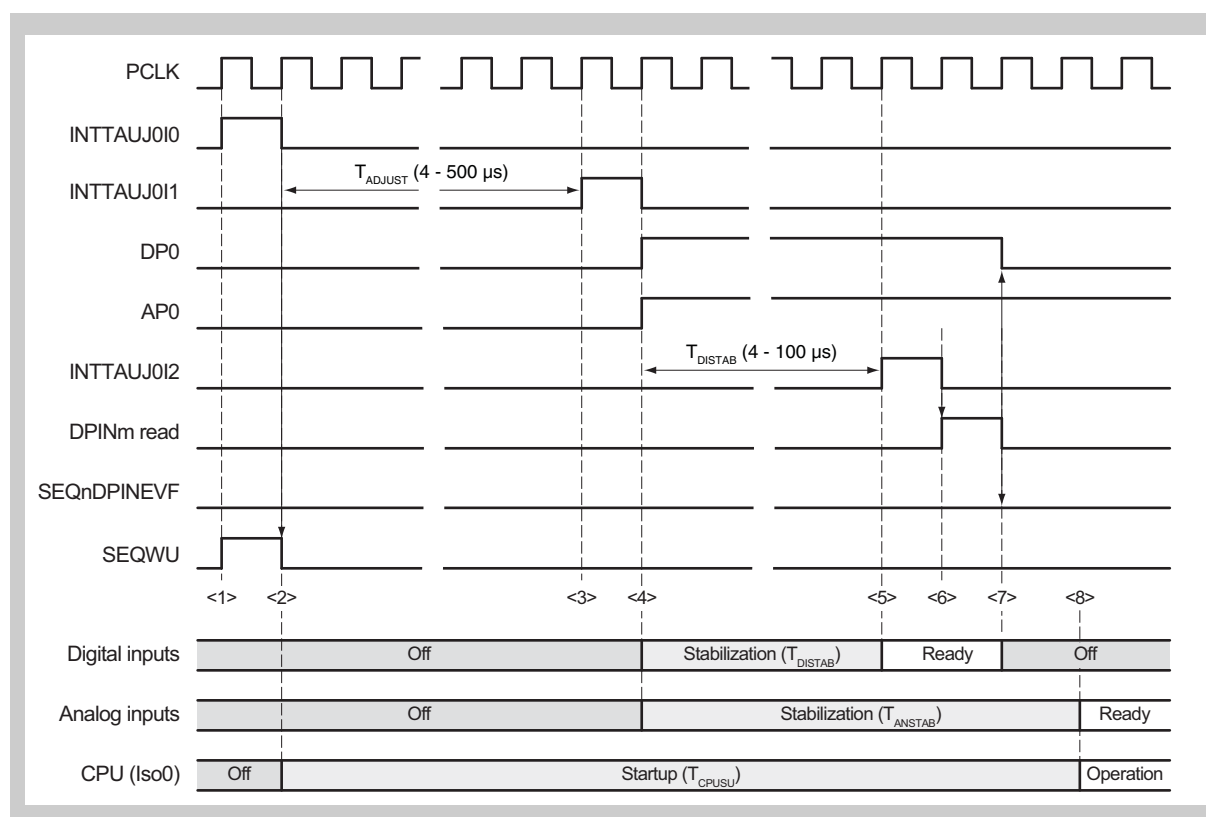 PCLK
INTTAUJ0I0
T_ADJUST (4 - 500 µs)
INTTAUJ0I1
DP0
AP0
T_DISTAB (4 - 100 µs)
INTTAUJ0I2
DPINm read
SEQnDPINEVF
SEQWU
<1> <2> <3> <4> <5> <6> <7> <8>
Digital inputs Off Stabilization (T_DISTAB) Ready Off
Analog inputs Off Stabilization (T_ANSTAB) Ready
CPU (Iso0) Off Startup (T_CPUSU) Operation